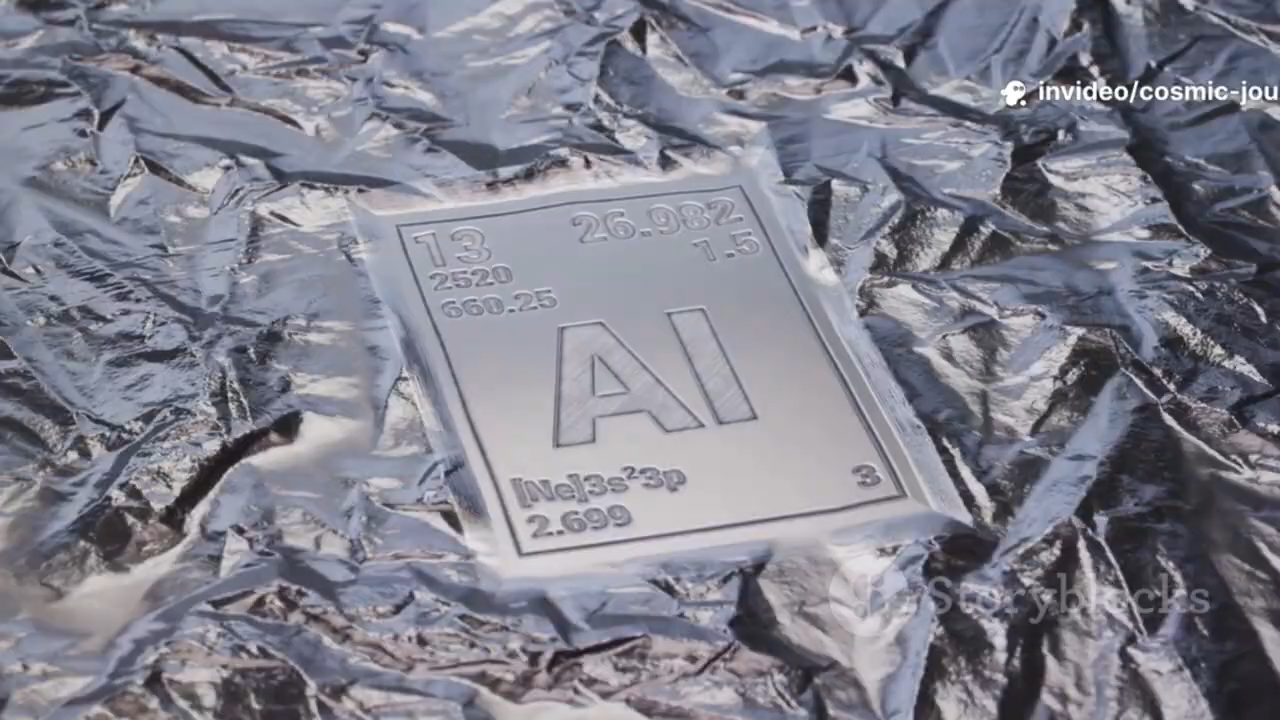 invideo/cosmic-jou
13
26.982
2520
1.5
660.25
Al
[Ne]3s²3p
3
2.699
Storyblocks